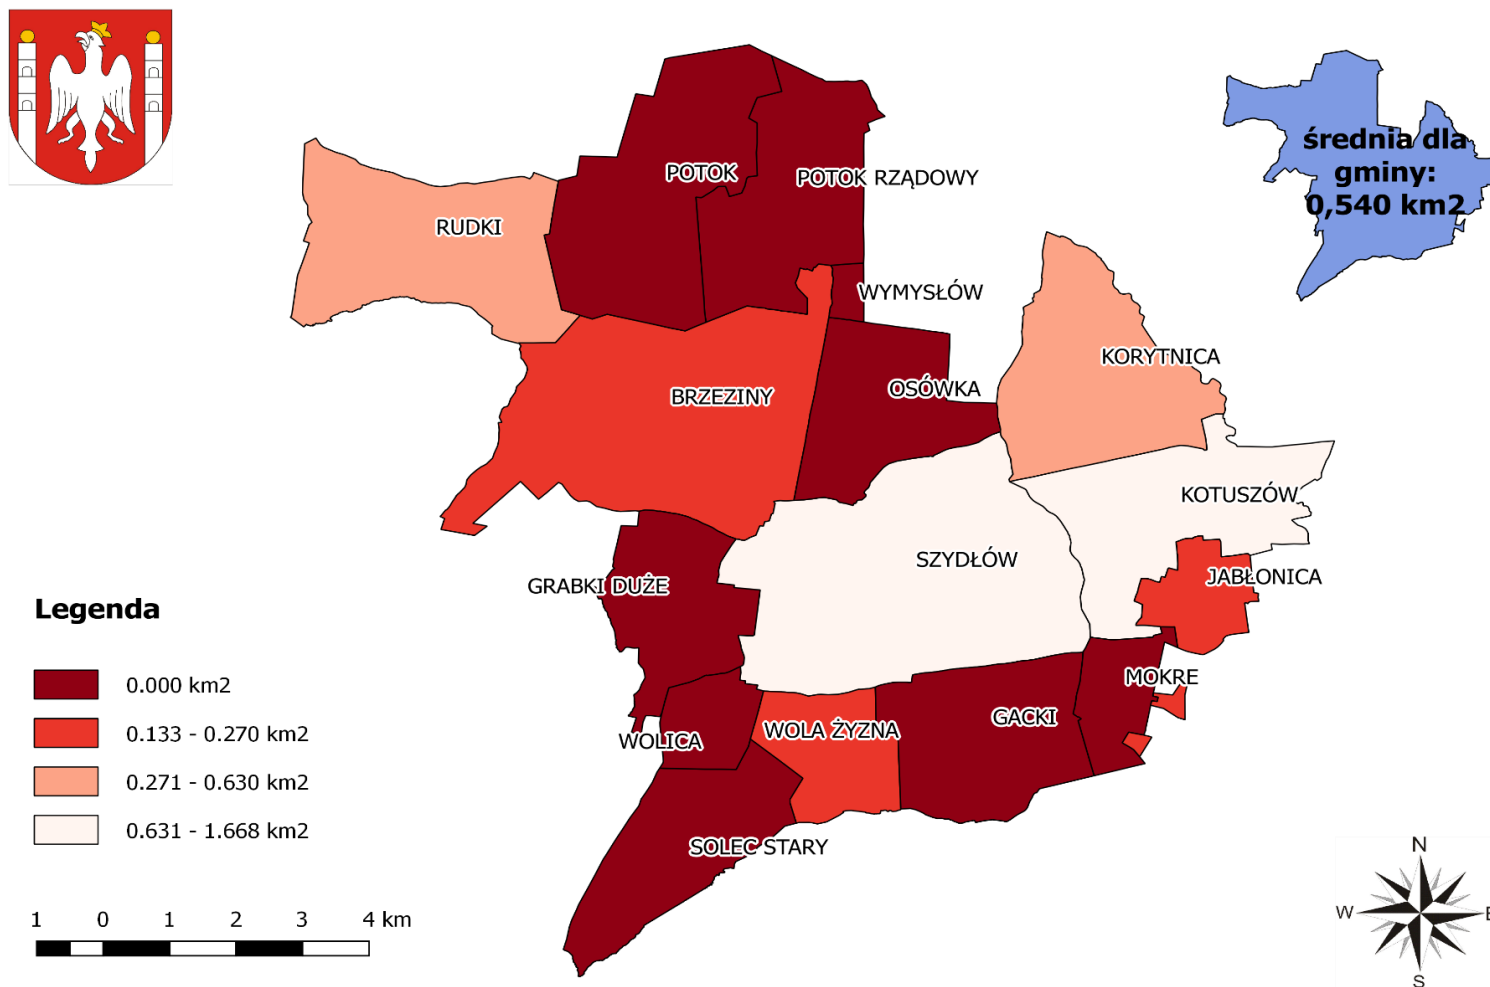 średnia dla
gminy:
0,540 km2
POTOK
POTOK RZĄDOWY
RUDKI
WYMYSŁÓW
KORYTNICA
OSÓWKA
BRZEZINY
KOTUSZÓW
SZYDŁÓW
JABŁONICA
GRABKI DUŻE
MOKRE
GACKI
WOLA ŻYZNA
WOLICA
SOLEC STARY
Legenda
0.000 km2
0.133 - 0.270 km2
0.271 - 0.630 km2
0.631 - 1.668 km2
1 0 1 2 3 4 km
N
W E
S